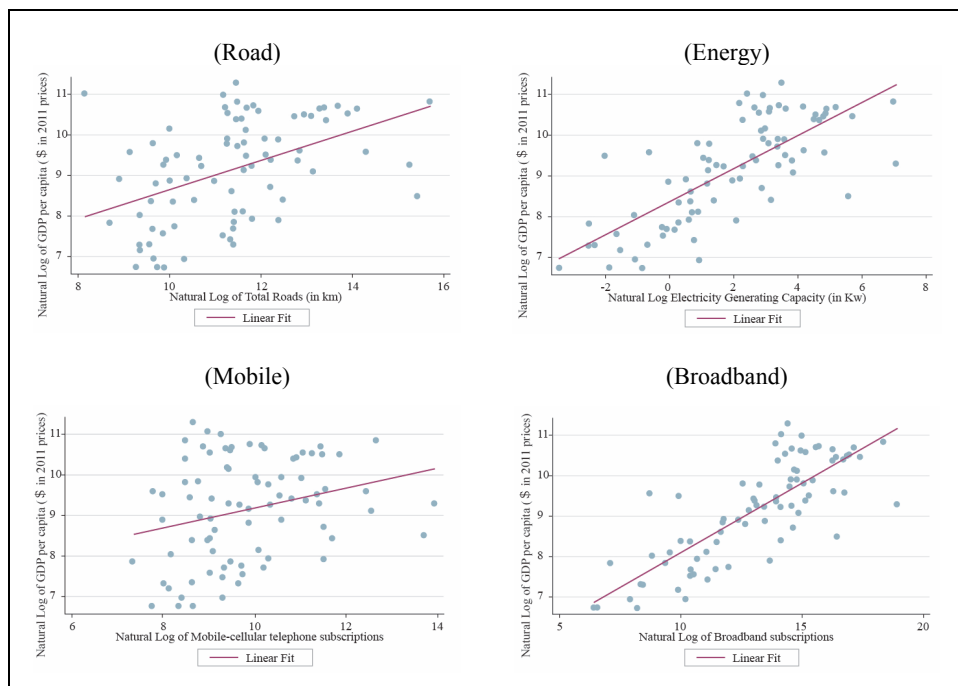 (Road)
Natural Log of GDP per capita ( $ in 2011 prices)
11
10
9
8
7
8 10 12 14 16
Natural Log of Total Roads (in km)
Linear Fit
(Energy)
Natural Log of GDP per capita ( $ in 2011 prices)
11
10
9
8
7
-2 0 2 4 6 8
Natural Log Electricity Generating Capacity (in Kw)
Linear Fit
(Mobile)
Natural Log of GDP per capita ( $ in 2011 prices)
11
10
9
8
7
6 8 10 12 14
Natural Log of Mobile-cellular telephone subscriptions
Linear Fit
(Broadband)
Natural Log of GDP per capita ( $ in 2011 prices)
11
10
9
8
7
5 10 15 20
Natural Log of Broadband subscriptions
Linear Fit